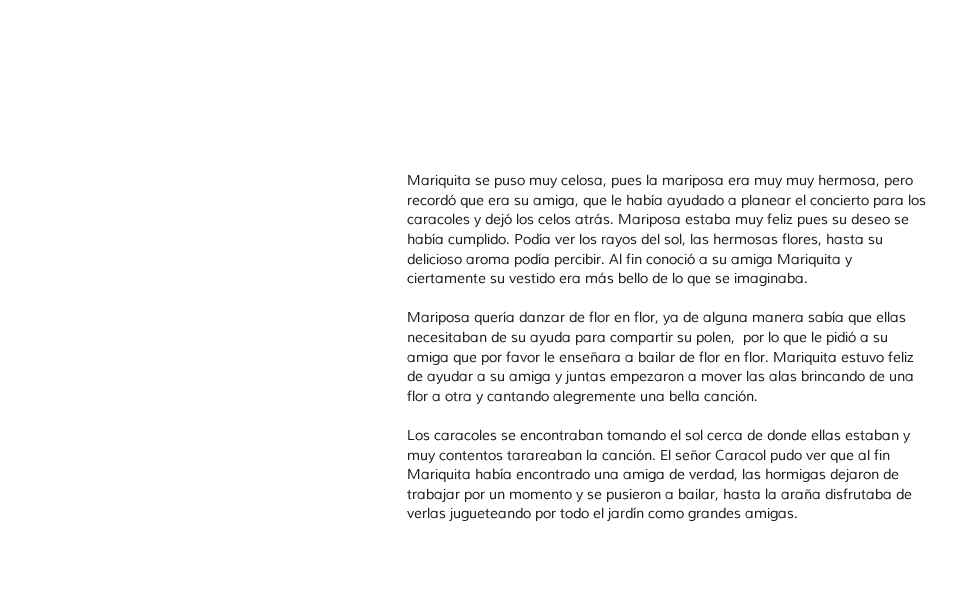 Mariquita se puso muy celosa, pues la mariposa era muy muy hermosa, pero
recordó que era su amiga, que le había ayudado a planear el concierto para los
caracoles y dejó los celos atrás. Mariposa estaba muy feliz pues su deseo se
había cumplido. Podía ver los rayos del sol, las hermosas flores, hasta su
delicioso aroma podía percibir. Al fin conoció a su amiga Mariquita y
ciertamente su vestido era más bello de lo que se imaginaba.

Mariposa quería danzar de flor en flor, ya de alguna manera sabía que ellas
necesitaban de su ayuda para compartir su polen,  por lo que le pidió a su
amiga que por favor le enseñara a bailar de flor en flor. Mariquita estuvo feliz
de ayudar a su amiga y juntas empezaron a mover las alas brincando de una
flor a otra y cantando alegremente una bella canción.

Los caracoles se encontraban tomando el sol cerca de donde ellas estaban y
muy contentos tarareaban la canción. El señor Caracol pudo ver que al fin
Mariquita había encontrado una amiga de verdad, las hormigas dejaron de
trabajar por un momento y se pusieron a bailar, hasta la araña disfrutaba de
verlas jugueteando por todo el jardín como grandes amigas.